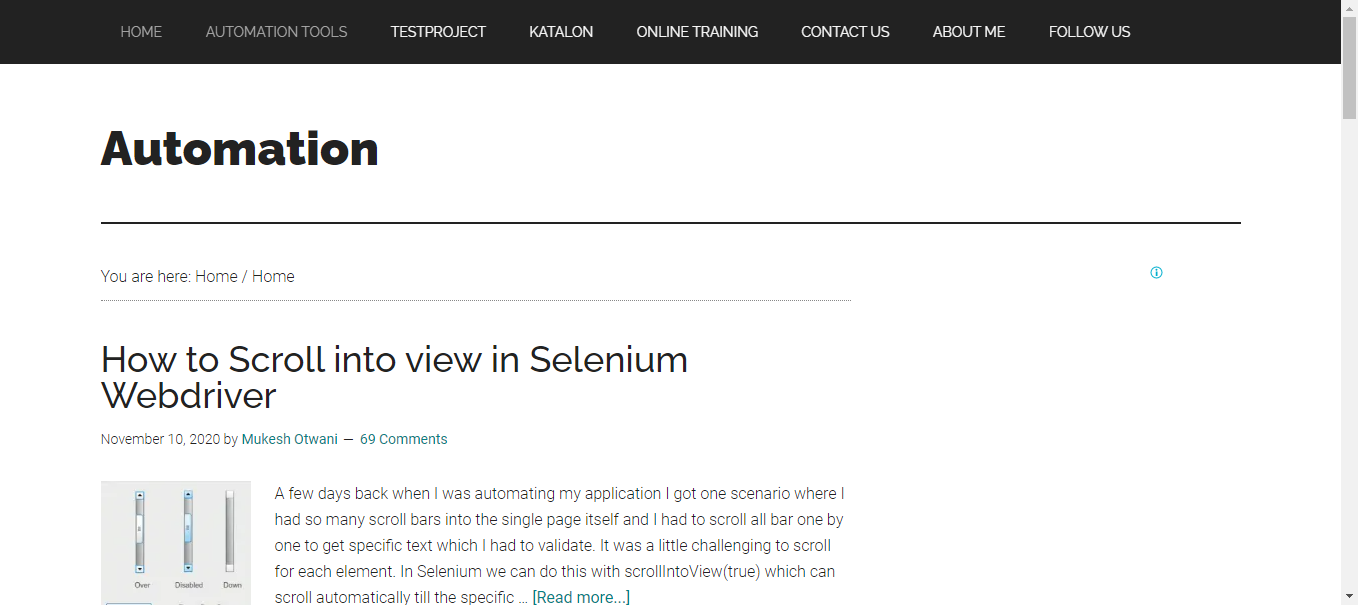 HOME AUTOMATION TOOLS TESTPROJECT KATALON ONLINE TRAINING CONTACT US ABOUT ME FOLLOW US
Automation
You are here: Home / Home
How to Scroll into view in Selenium
Webdriver
November 10, 2020 by Mukesh Otwani — 69 Comments
Over Disabled Down
A few days back when I was automating my application I got one scenario where I
had so many scroll bars into the single page itself and I had to scroll all bar one by
one to get specific text which I had to validate. It was a little challenging to scroll
for each element. In Selenium we can do this with scrollIntoView(true) which can
scroll automatically till the specific … [Read more...]